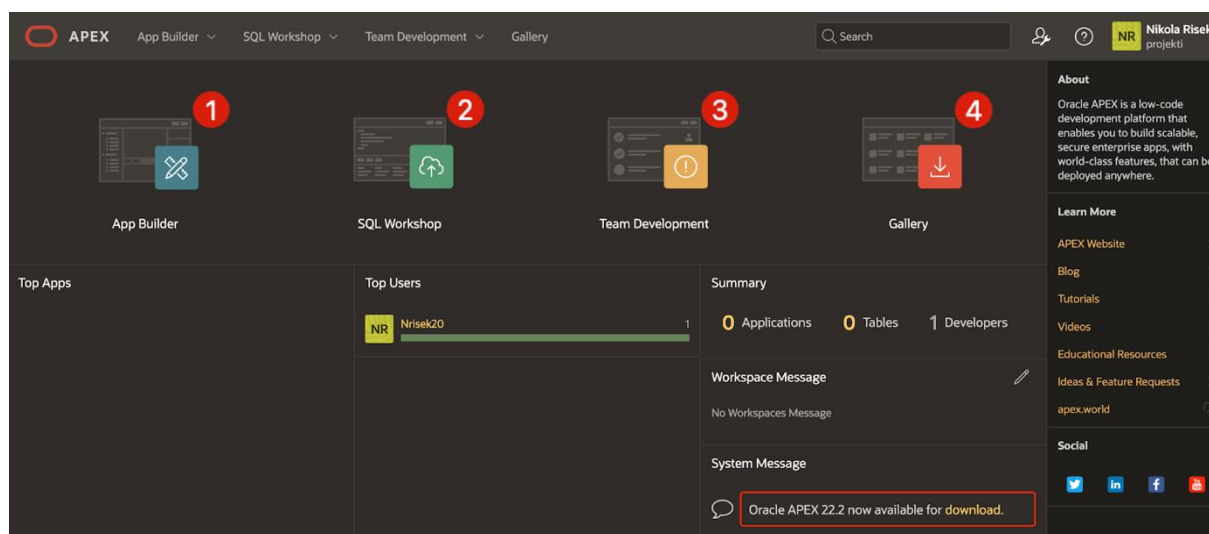 APEX App Builder SQL Workshop Team Development Gallery Search NR Nikola Risek
projekti
1 2 3 4
App Builder SQL Workshop Team Development Gallery
Top Apps
Top Users
NR Nrisek20 1
Summary
0 Applications 0 Tables 1 Developers
Workspace Message
No Workspaces Message
System Message
Oracle APEX 22.2 now available for download.
About
Oracle APEX is a low-code
development platform that
enables you to build scalable,
secure enterprise apps, with
world-class features, that can be
deployed anywhere.
Learn More
APEX Website
Blog
Tutorials
Videos
Educational Resources
Ideas & Feature Requests
apex.world
Social